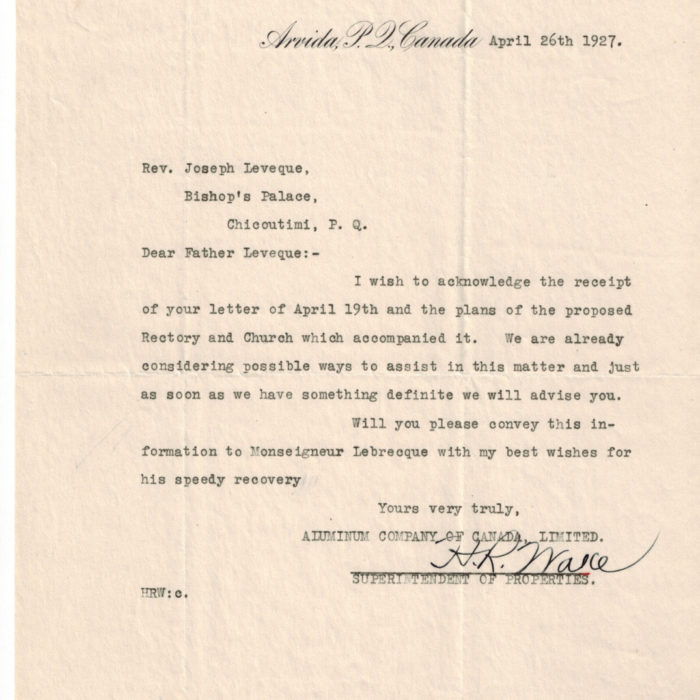 Arvida, P. Q., Canada April 26th 1927.
Rev. Joseph Leveque,
Bishop's Palace,
Chicoutimi, P. Q.
Dear Father Leveque:-
I wish to acknowledge the receipt
of your letter of April 19th and the plans of the proposed
Rectory and Church which accompanied it. We are already
considering possible ways to assist in this matter and just
as soon as we have something definite we will advise you.
Will you please convey this in-
formation to Monseigneur Lebrecque with my best wishes for
his speedy recovery
Yours very truly,
ALUMINUM COMPANY OF CANADA, LIMITED.
H.R. Wake
SUPERINTENDENT OF PROPERTIES.
HRW:c.